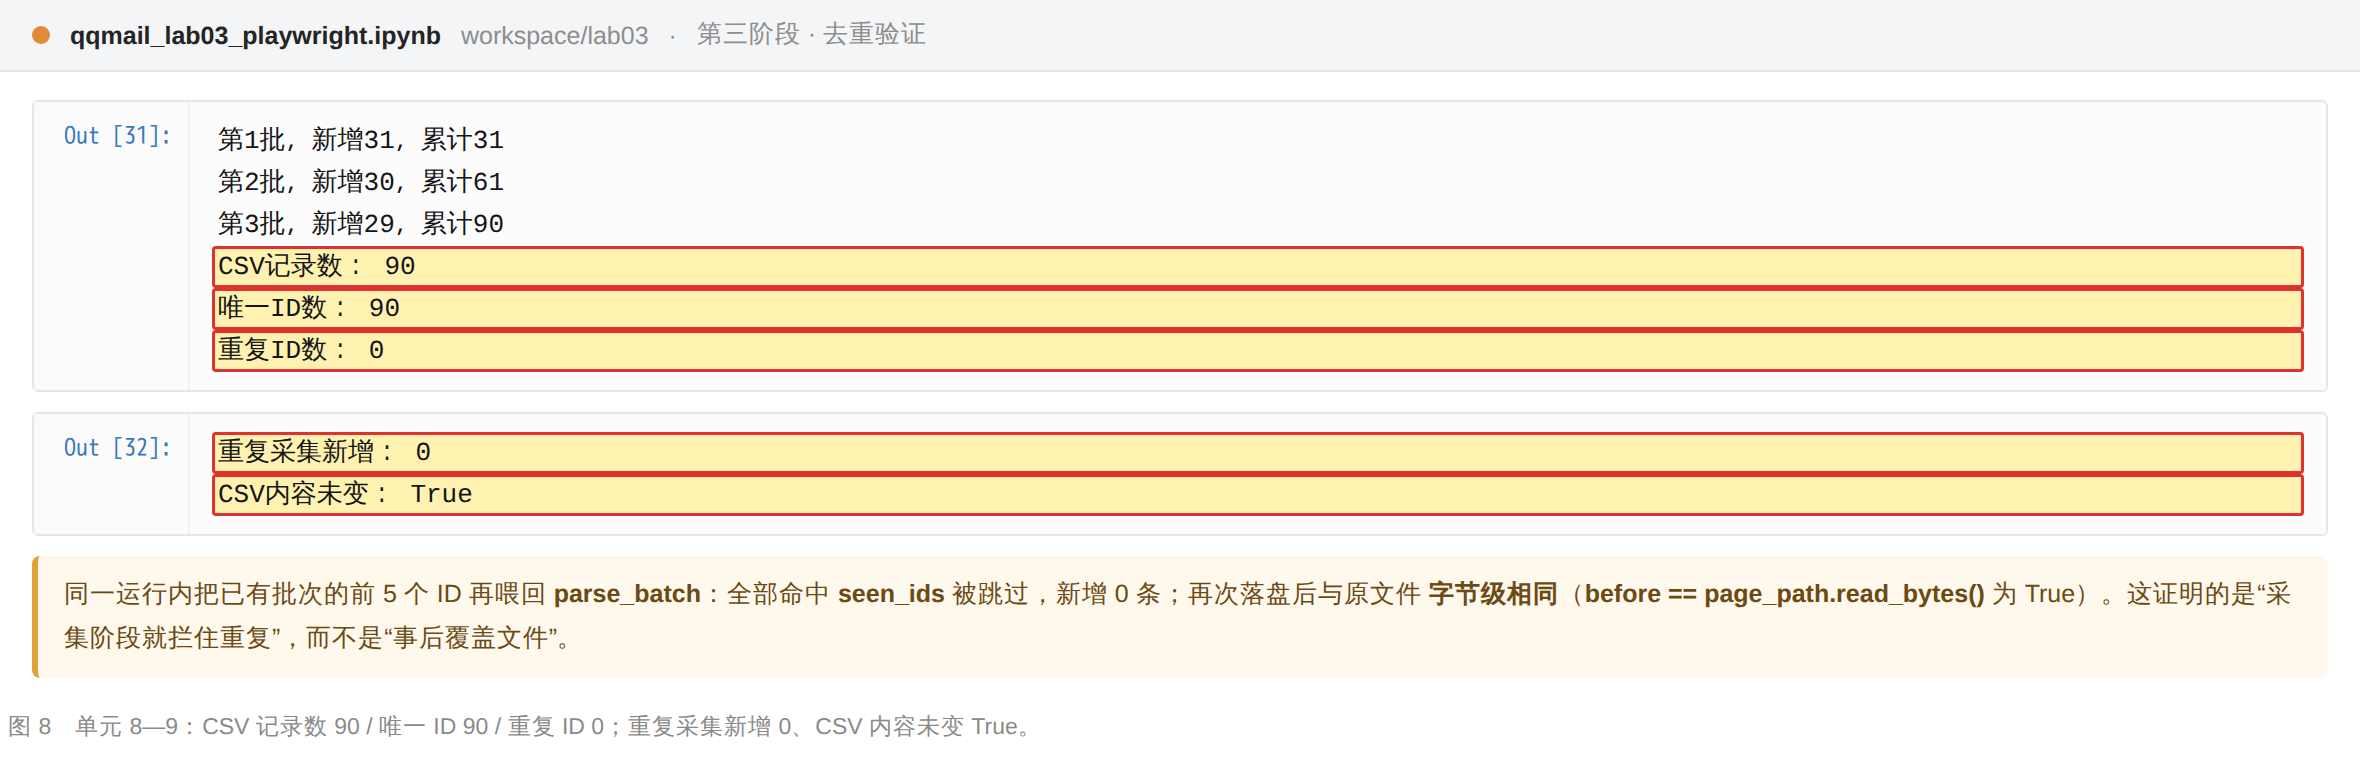 qqmail_lab03_playwright.ipynb workspace/lab03 · 第三阶段 · 去重验证
Out [31]:
第1批, 新增31, 累计31
第2批, 新增30, 累计61
第3批, 新增29, 累计90
CSV记录数： 90
唯一ID数： 90
重复ID数： 0
Out [32]:
重复采集新增： 0
CSV内容未变： True
同一运行内把已有批次的前 5 个 ID 再喂回 parse_batch：全部命中 seen_ids 被跳过，新增 0 条；再次落盘后与原文件 字节级相同（before == page_path.read_bytes() 为 True）。这证明的是“采
集阶段就拦住重复”，而不是“事后覆盖文件”。
图 8 单元 8—9：CSV 记录数 90 / 唯一 ID 90 / 重复 ID 0；重复采集新增 0、CSV 内容未变 True。